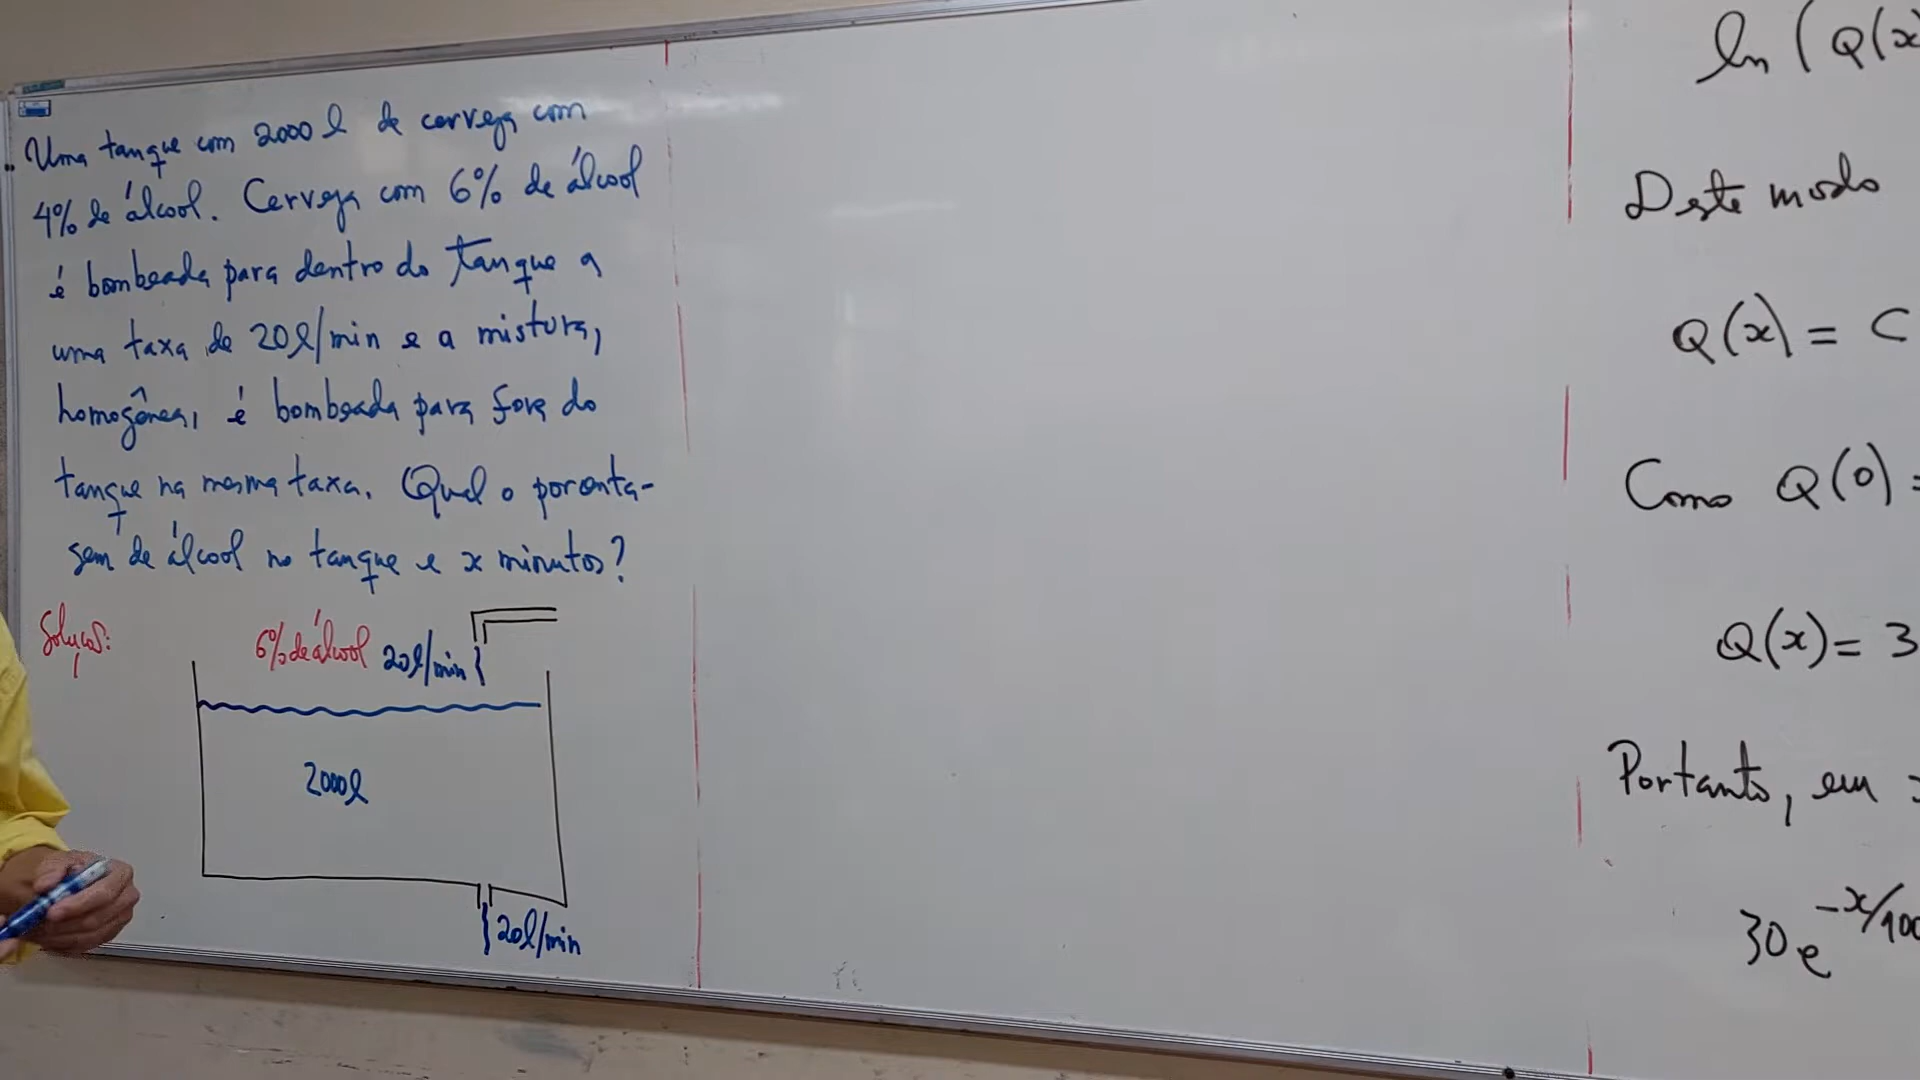 Uma tanque com 2000 l de cerveja com
4% de álcool. Cerveja com 6% de álcool
é bombeada para dentro do tanque a
uma taxa de 20l/min e a mistura,
homogênea, é bombeada para fora do
tanque na mesma taxa. Qual o porcenta-
gem de álcool no tanque e x minutos?
Solução:
6% de álcool 20l/min
2000l
20l/min
ln (Q(x)
Deste modo
Q(x) = C
Como Q(0) =
Q(x) = 3
Portanto, em
30e^-x/100